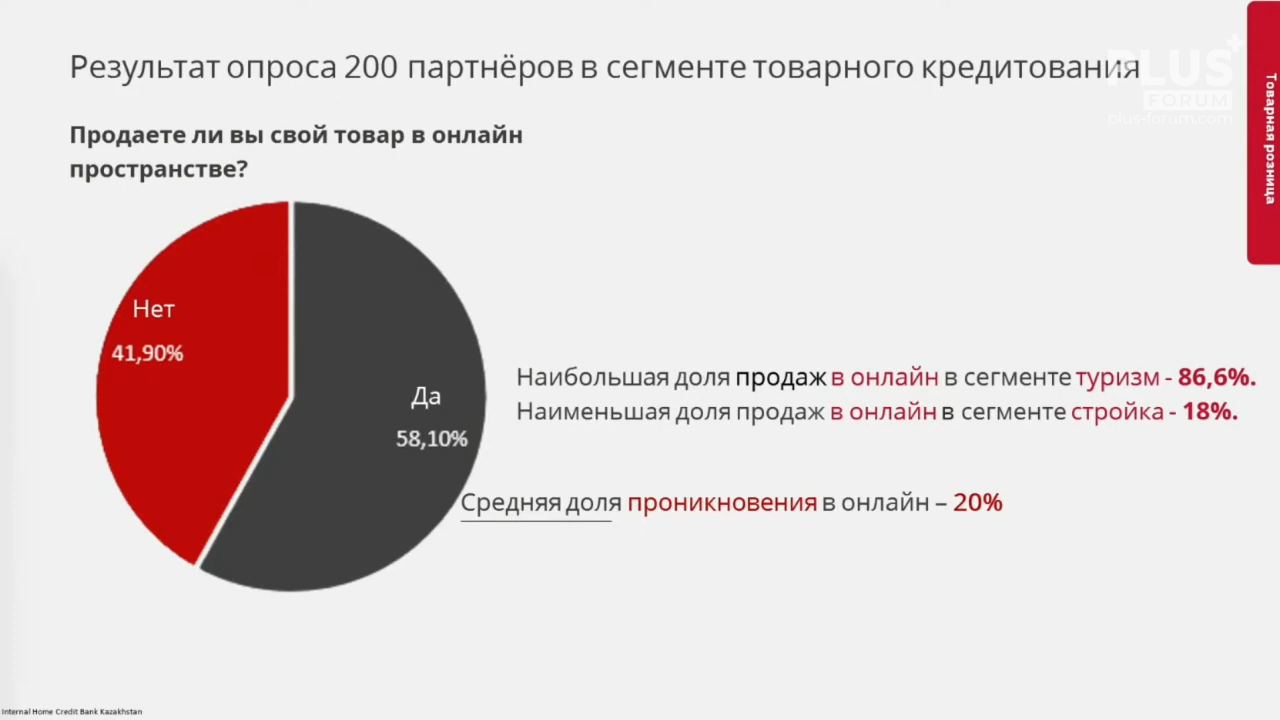 Результат опроса 200 партнёров в сегменте товарного кредитования
PLUS+
FORUM
plus-forum.com
Товарная розница
Продаете ли вы свой товар в онлайн
пространстве?
Нет
41,90%
Да
58,10%
Наибольшая доля продаж в онлайн в сегменте туризм - 86,6%.
Наименьшая доля продаж в онлайн в сегменте стройка - 18%.
Средняя доля проникновения в онлайн – 20%
Internal Home Credit Bank Kazakhstan